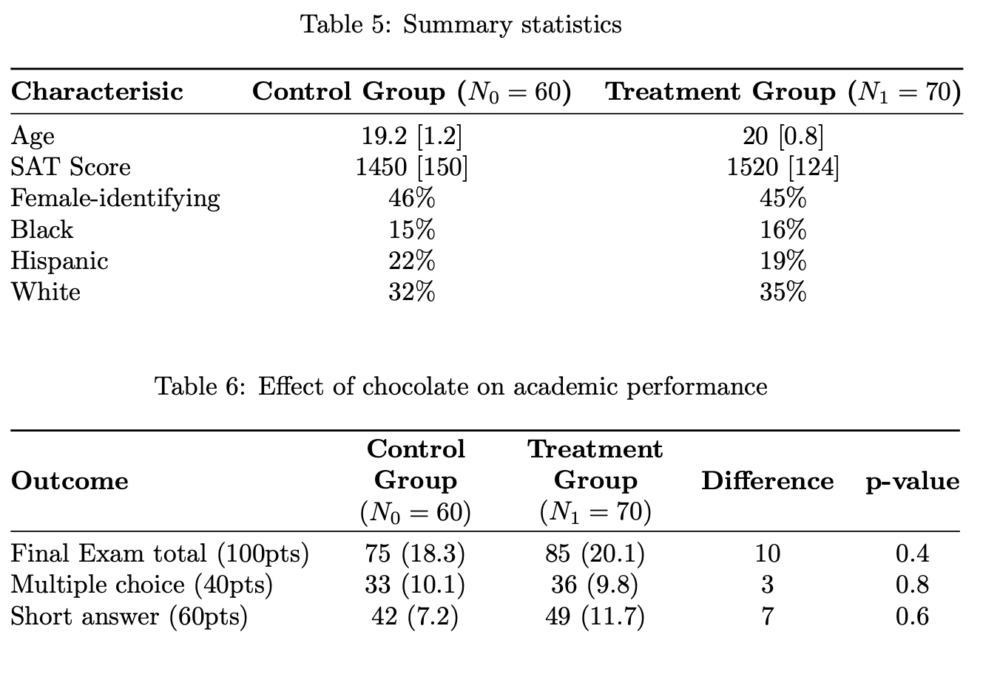 Table 5: Summary statistics
Characterisic Control Group (N₀ = 60) Treatment Group (N₁ = 70)
Age 19.2 [1.2] 20 [0.8]
SAT Score 1450 [150] 1520 [124]
Female-identifying 46% 45%
Black 15% 16%
Hispanic 22% 19%
White 32% 35%
Table 6: Effect of chocolate on academic performance
Control Treatment
Outcome Group Group Difference p-value
(N₀ = 60) (N₁ = 70)
Final Exam total (100pts) 75 (18.3) 85 (20.1) 10 0.4
Multiple choice (40pts) 33 (10.1) 36 (9.8) 3 0.8
Short answer (60pts) 42 (7.2) 49 (11.7) 7 0.6